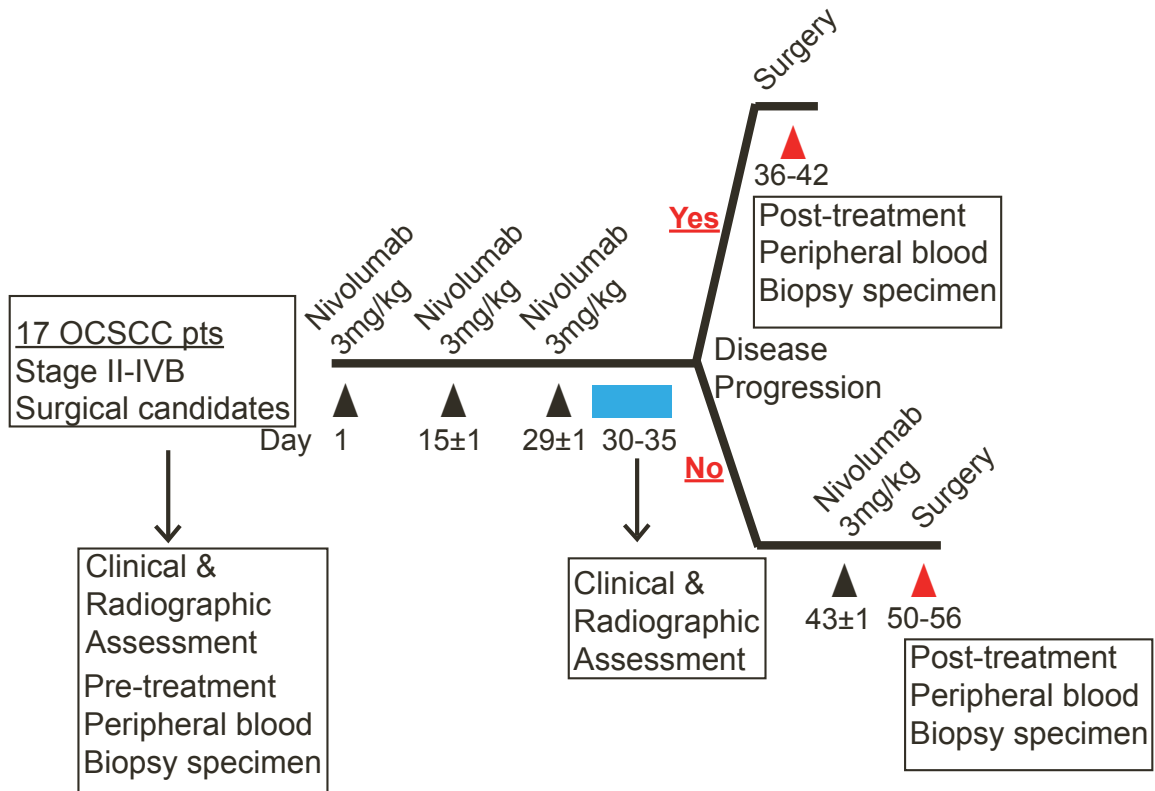 17 OCSCC pts
Stage II-IVB
Surgical candidates
Clinical &
Radiographic
Assessment
Pre-treatment
Peripheral blood
Biopsy specimen
Nivolumab
3mg/kg
Nivolumab
3mg/kg
Nivolumab
3mg/kg
Day 1 15±1 29±1 30-35
Clinical &
Radiographic
Assessment
Disease
Progression
Yes
Surgery
36-42
Post-treatment
Peripheral blood
Biopsy specimen
No
Nivolumab
3mg/kg
Surgery
43±1 50-56
Post-treatment
Peripheral blood
Biopsy specimen